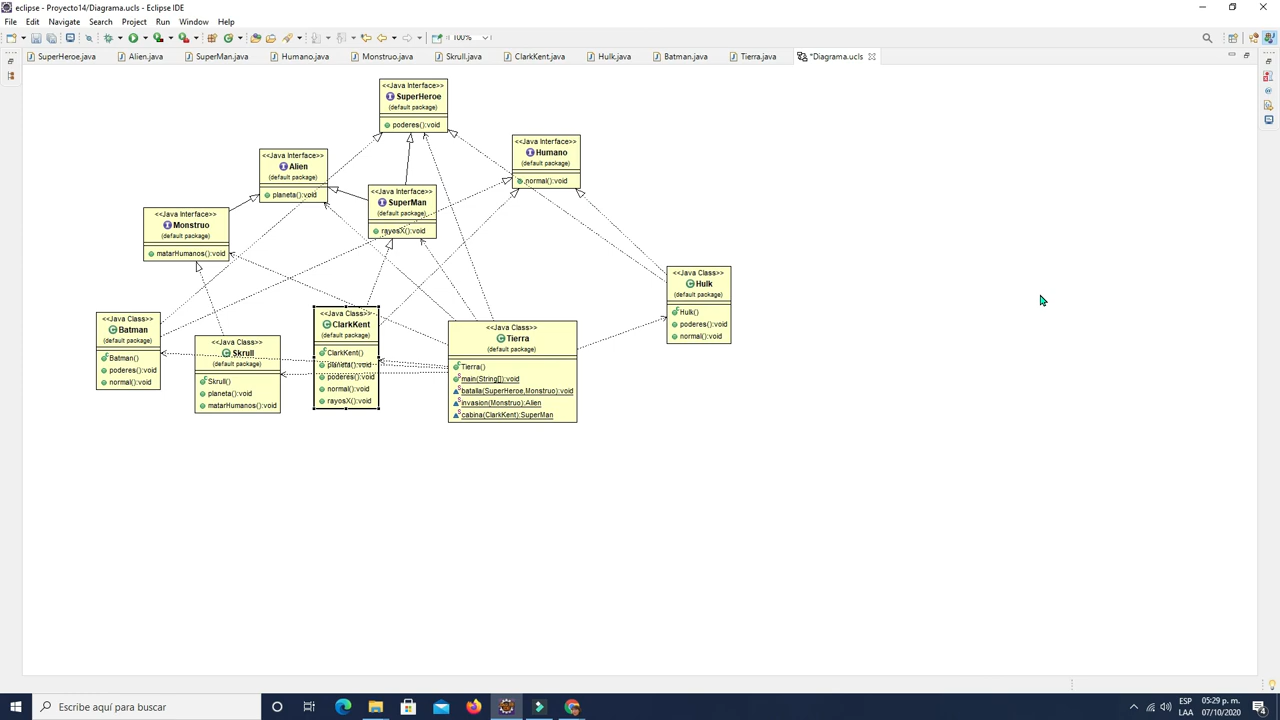 eclipse - Proyecto14/Diagrama.ucls - Eclipse IDE
File Edit Navigate Search Project Run Window Help
100%
SuperHeroe.java Alien.java SuperMan.java Humano.java Monstruo.java Skrull.java ClarkKent.java Hulk.java Batman.java Tierra.java *Diagrama.ucls
<<Java Interface>>
SuperHeroe
(default package)
poderes():void
<<Java Interface>>
Humano
(default package)
normal():void
<<Java Interface>>
Alien
(default package)
planeta():void
<<Java Interface>>
SuperMan
(default package)
rayosX():void
<<Java Interface>>
Monstruo
(default package)
matarHumanos():void
<<Java Class>>
Hulk
(default package)
Hulk()
poderes():void
normal():void
<<Java Class>>
Batman
(default package)
Batman()
poderes():void
normal():void
<<Java Class>>
Skrull
(default package)
Skrull()
planeta():void
matarHumanos():void
<<Java Class>>
ClarkKent
(default package)
ClarkKent()
planeta():void
poderes():void
normal():void
rayosX():void
<<Java Class>>
Tierra
(default package)
Tierra()
main(String[]):void
batalla(SuperHeroe,Monstruo):void
invasion(Monstruo):Alien
cabina(ClarkKent):SuperMan
Escribe aquí para buscar
ESP
LAA
05:29 p. m.
07/10/2020
4